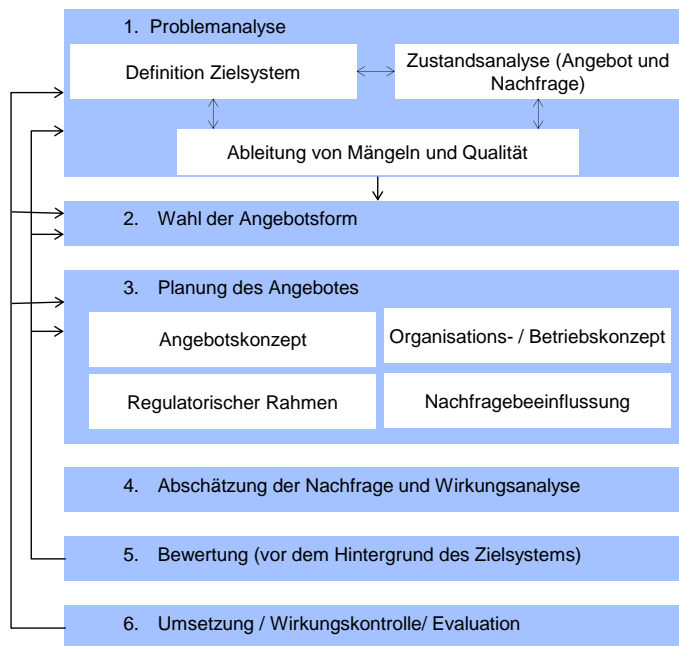 1. Problemanalyse
Definition Zielsystem
Zustandsanalyse (Angebot und
Nachfrage)
Ableitung von Mängeln und Qualität
2. Wahl der Angebotsform
3. Planung des Angebotes
Angebotskonzept
Organisations- / Betriebskonzept
Regulatorischer Rahmen
Nachfragebeeinflussung
4. Abschätzung der Nachfrage und Wirkungsanalyse
5. Bewertung (vor dem Hintergrund des Zielsystems)
6. Umsetzung / Wirkungskontrolle/ Evaluation